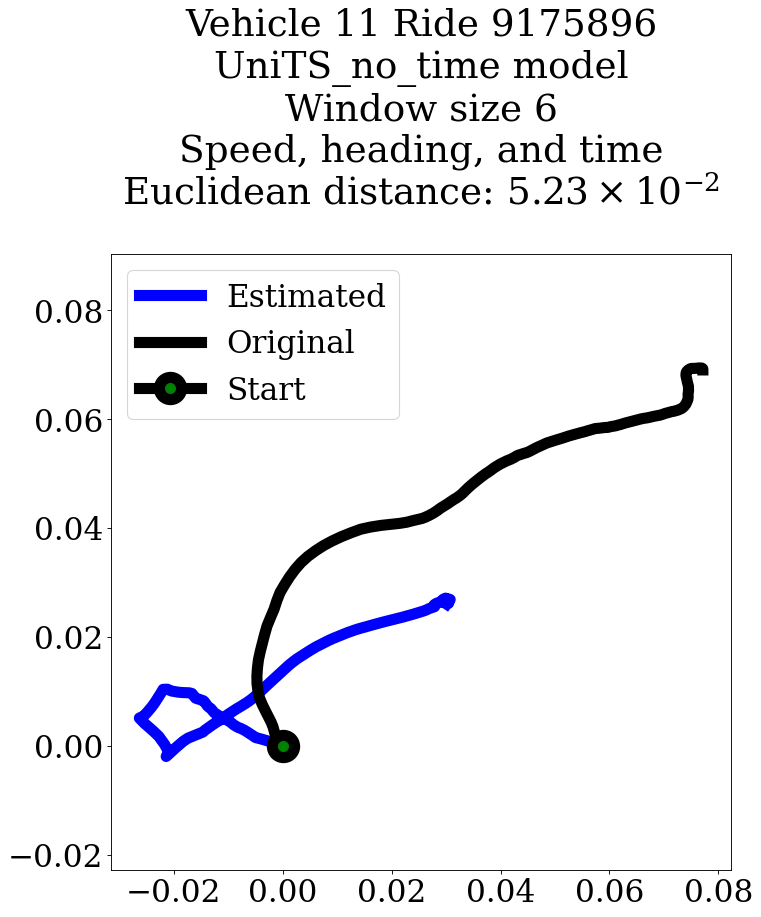 Vehicle 11 Ride 9175896
UniTS_no_time model
Window size 6
Speed, heading, and time
Euclidean distance: 5.23 × 10⁻²
Estimated
Original
Start
0.08
0.06
0.04
0.02
0.00
−0.02
−0.02 0.00 0.02 0.04 0.06 0.08